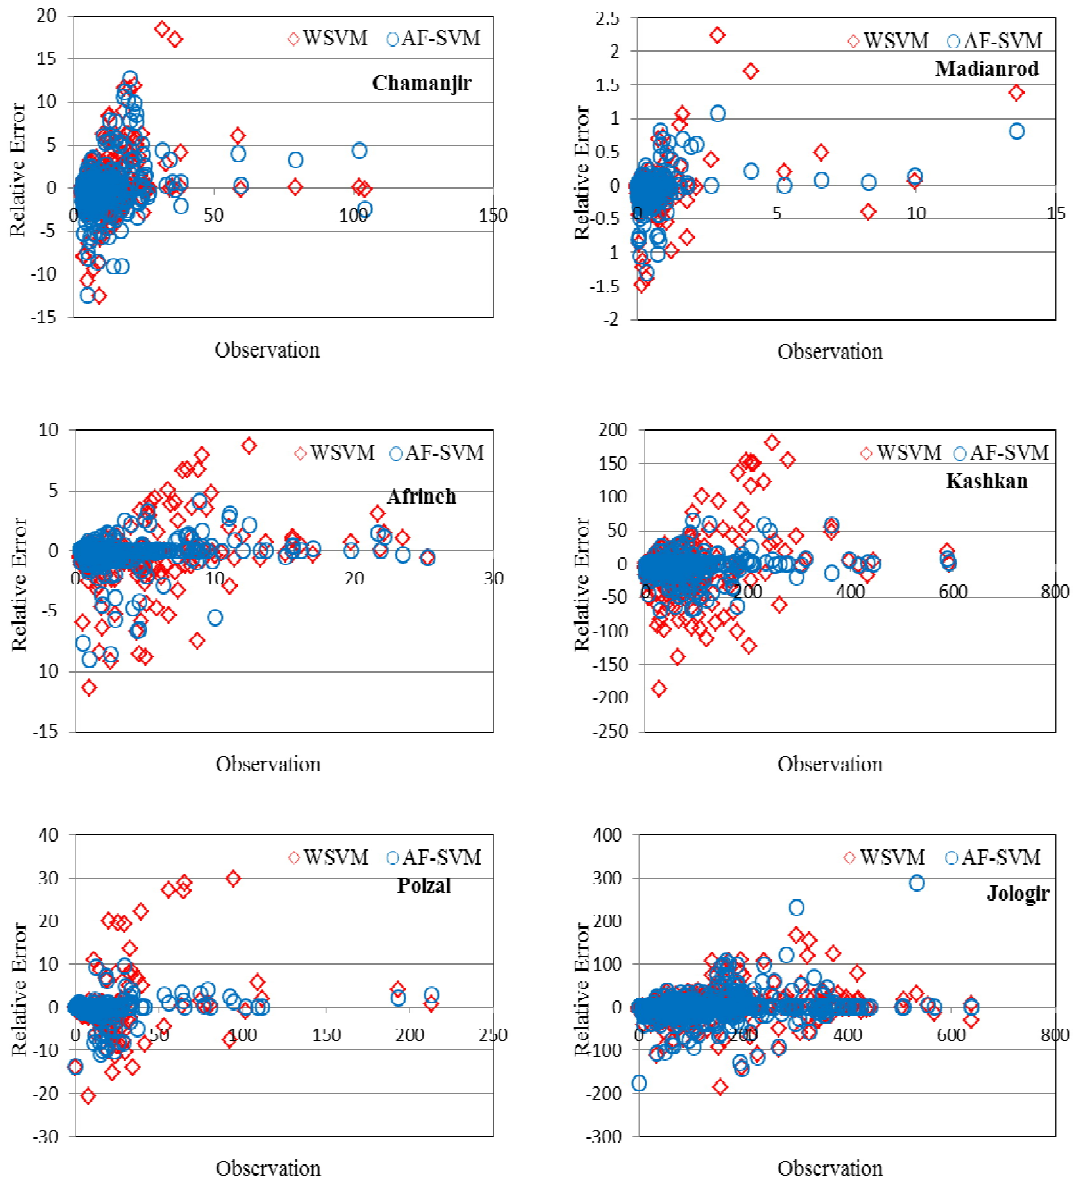 20
15
10
5
0
-5
-10
-15
Relative Error
WSVM
AF-SVM
Chamanjir
0 50 100 150
Observation
2.5
2
1.5
1
0.5
0
-0.5
1
-1.5
-2
Relative Error
WSVM
AF-SVM
Madianrod
0 5 10 15
Observation
10
5
0
-5
10
-15
Relative Error
WSVM
AF-SVM
Afrinch
0 10 20 30
Observation
200
150
100
50
0
-50
-100
-150
-200
-250
Relative Error
WSVM
AF-SVM
Kashkan
0 200 400 600 800
Observation
40
30
20
10
0
-10
-20
-30
Relative Error
WSVM
AF-SVM
Polzal
0 50 100 150 200 250
Observation
400
300
200
100
0
-100
-200
-300
Relative Error
WSVM
AF-SVM
Jologir
0 200 400 600 800
Observation